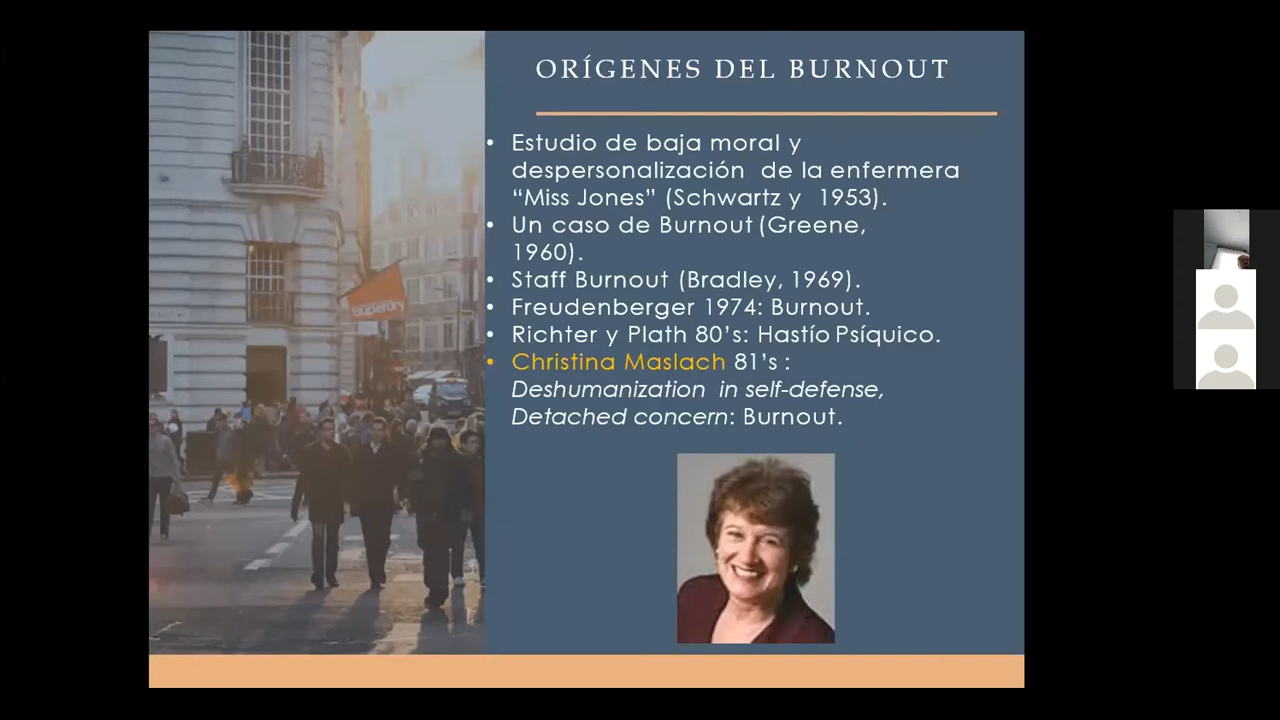 ORÍGENES DEL BURNOUT
• Estudio de baja moral y
despersonalización de la enfermera
“Miss Jones” (Schwartz y 1953).
• Un caso de Burnout (Greene,
1960).
• Staff Burnout (Bradley, 1969).
• Freudenberger 1974: Burnout.
• Richter y Plath 80’s: Hastío Psíquico.
• Christina Maslach 81’s :
Deshumanization in self-defense,
Detached concern: Burnout.
Superdry